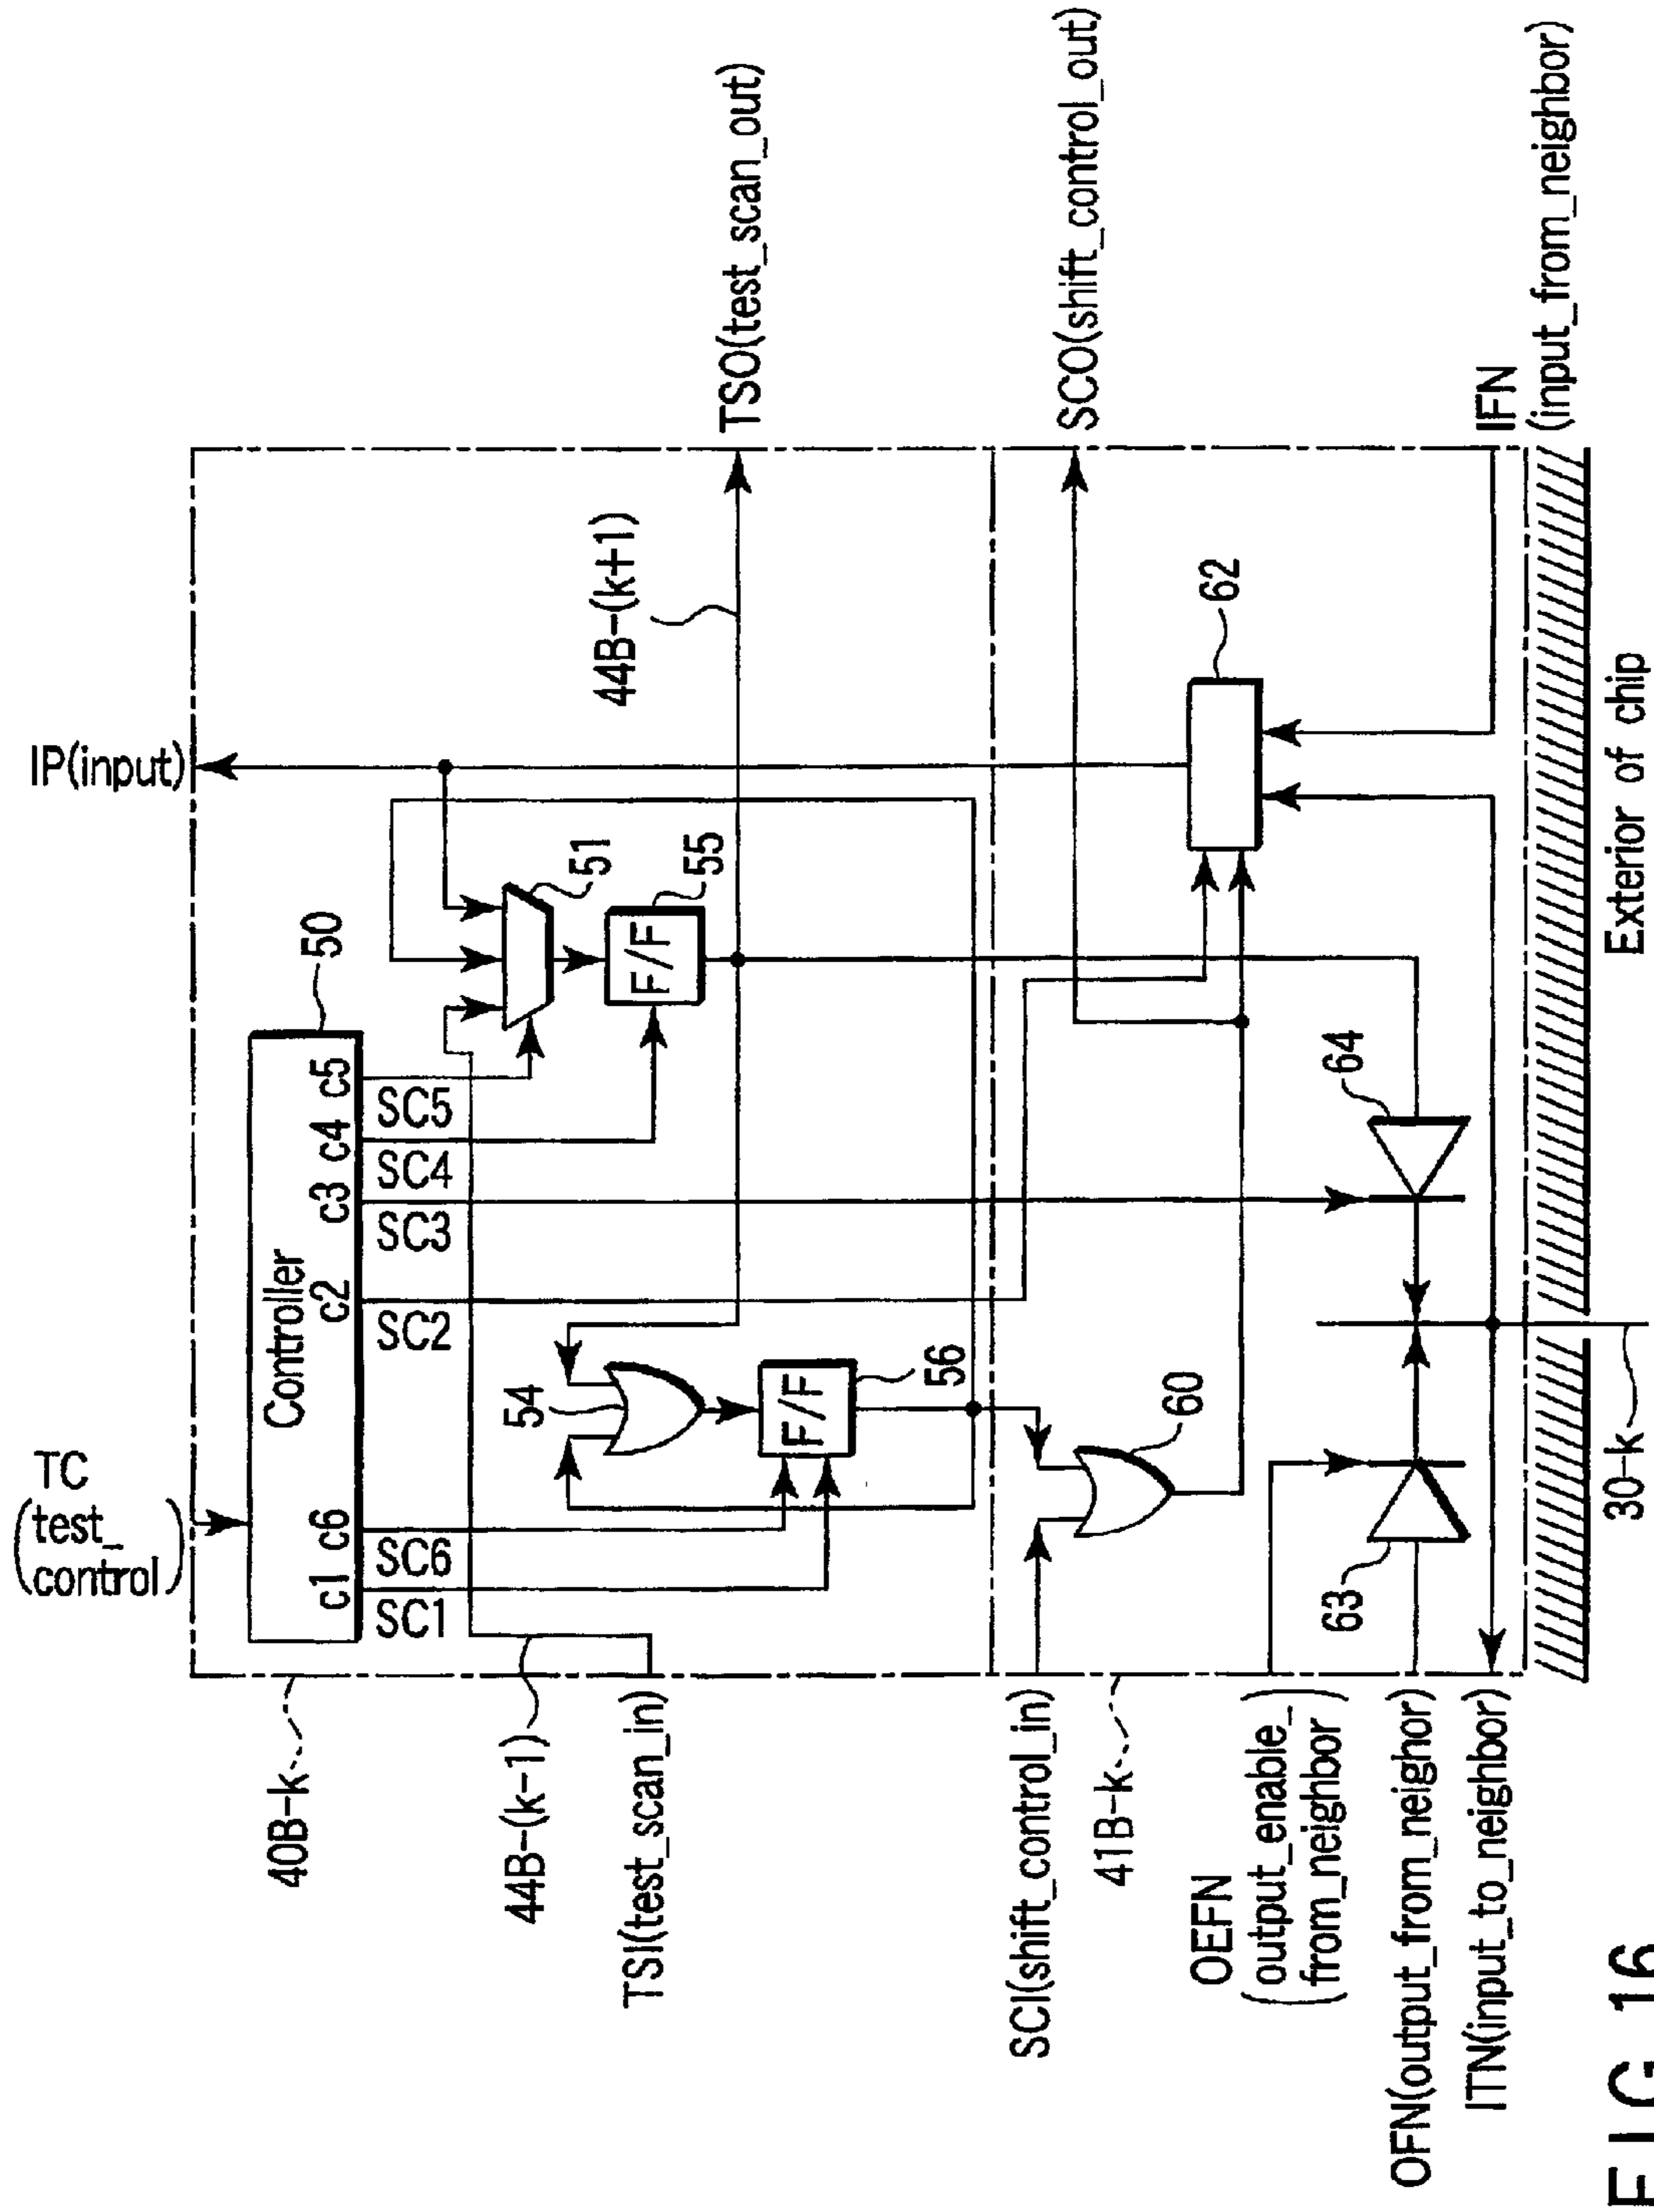 TC
(test_
control)
IP(input)
40B-k
Controller
50
c1
c6
c2
c3
c4
c5
SC1
SC6
SC2
SC3
SC4
SC5
44B-(k-1)
TSI(test_scan_in)
54
F/F
56
51
F/F
55
44B-(k+1)
TSO(test_scan_out)
SCI(shift_control_in)
41B-k
60
62
SCO(shift_control_out)
OEFN
(output_enable_
from_neighbor)
OFN(output_from_neighor)
ITN(input_to_neighbor)
63
64
IFN
(input_from_neighbor)
30-k
Exterior of chip
FIG. 16